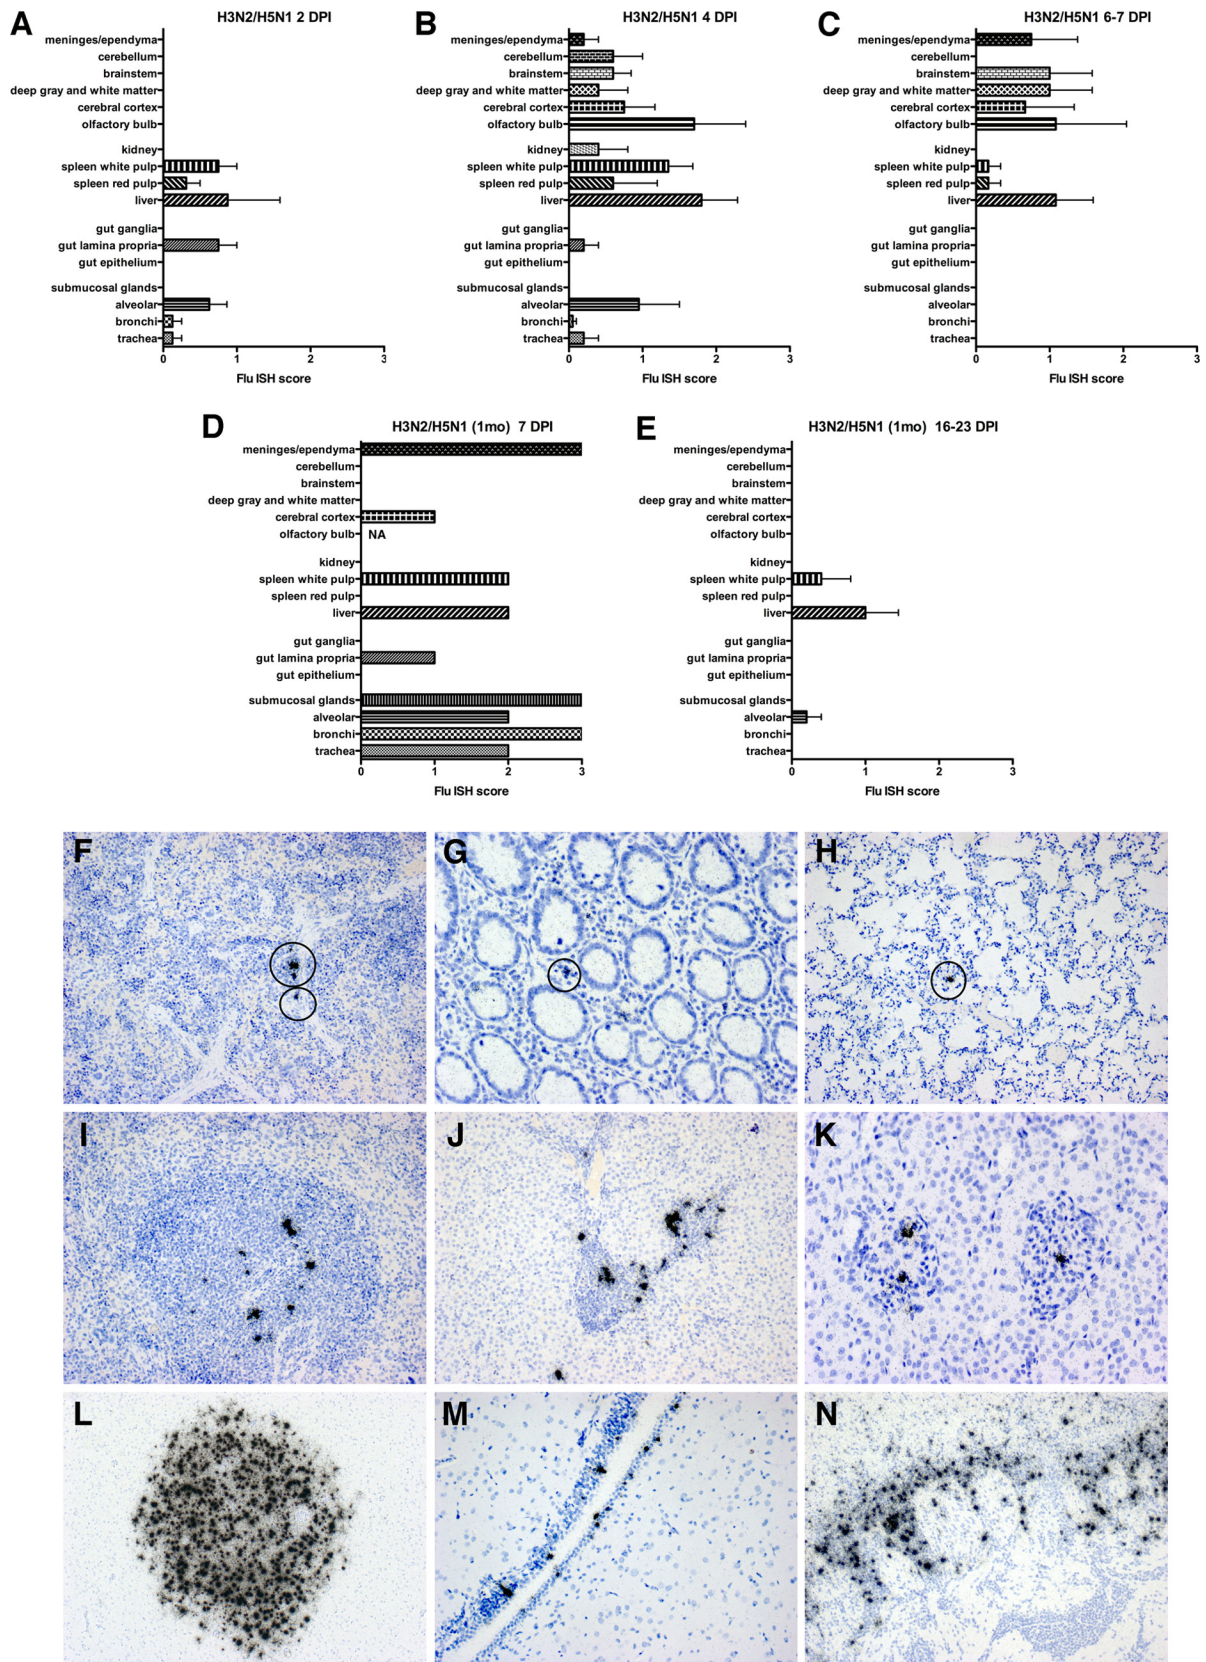 A
H3N2/H5N1 2 DPI
meninges/ependyma
cerebellum
brainstem
deep gray and white matter
cerebral cortex
olfactory bulb
kidney
spleen white pulp
spleen red pulp
liver
gut ganglia
gut lamina propria
gut epithelium
submucosal glands
alveolar
bronchi
trachea
0 1 2 3
Flu ISH score
B
H3N2/H5N1 4 DPI
meninges/ependyma
cerebellum
brainstem
deep gray and white matter
cerebral cortex
olfactory bulb
kidney
spleen white pulp
spleen red pulp
liver
gut ganglia
gut lamina propria
gut epithelium
submucosal glands
alveolar
bronchi
trachea
0 1 2 3
Flu ISH score
C
H3N2/H5N1 6-7 DPI
meninges/ependyma
cerebellum
brainstem
deep gray and white matter
cerebral cortex
olfactory bulb
kidney
spleen white pulp
spleen red pulp
liver
gut ganglia
gut lamina propria
gut epithelium
submucosal glands
alveolar
bronchi
trachea
0 1 2 3
Flu ISH score
D
H3N2/H5N1 (1mo) 7 DPI
meninges/ependyma
cerebellum
brainstem
deep gray and white matter
cerebral cortex
olfactory bulb NA
kidney
spleen white pulp
spleen red pulp
liver
gut ganglia
gut lamina propria
gut epithelium
submucosal glands
alveolar
bronchi
trachea
0 1 2 3
Flu ISH score
E
H3N2/H5N1 (1mo) 16-23 DPI
meninges/ependyma
cerebellum
brainstem
deep gray and white matter
cerebral cortex
olfactory bulb
kidney
spleen white pulp
spleen red pulp
liver
gut ganglia
gut lamina propria
gut epithelium
submucosal glands
alveolar
bronchi
trachea
0 1 2 3
Flu ISH score
F
G
H
I
J
K
L
M
N